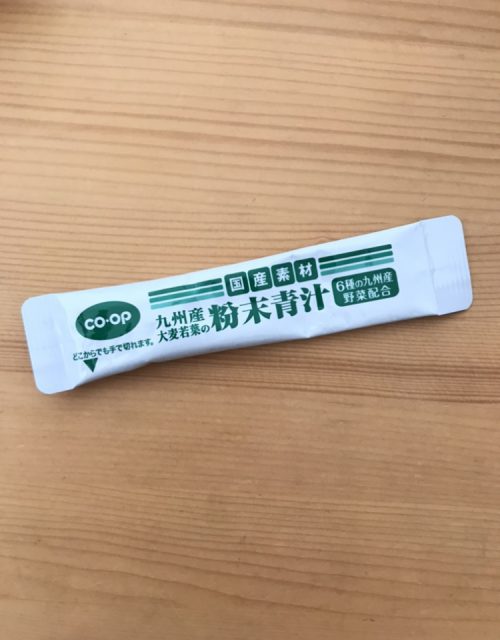 国産素材
CO·OP
九州産
大麦若葉の
粉末青汁
6種の九州産
野菜配合
どこからでも手で切れます。